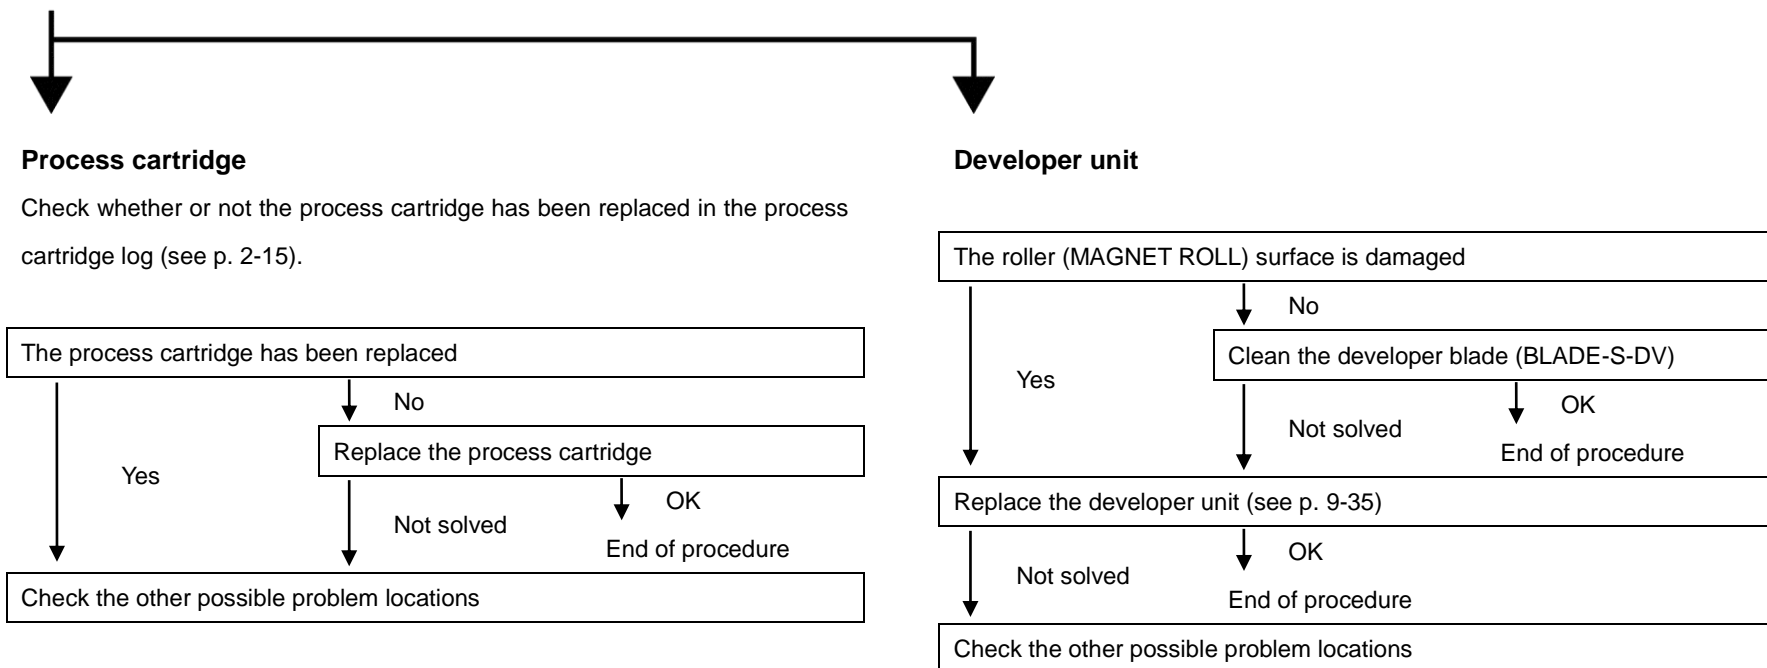 Process cartridge
Check whether or not the process cartridge has been replaced in the process
cartridge log (see p. 2-15).
The process cartridge has been replaced
No
Replace the process cartridge
Yes
OK
Not solved
End of procedure
Check the other possible problem locations
Developer unit
The roller (MAGNET ROLL) surface is damaged
No
Clean the developer blade (BLADE-S-DV)
Yes
OK
Not solved
End of procedure
Replace the developer unit (see p. 9-35)
OK
Not solved
End of procedure
Check the other possible problem locations